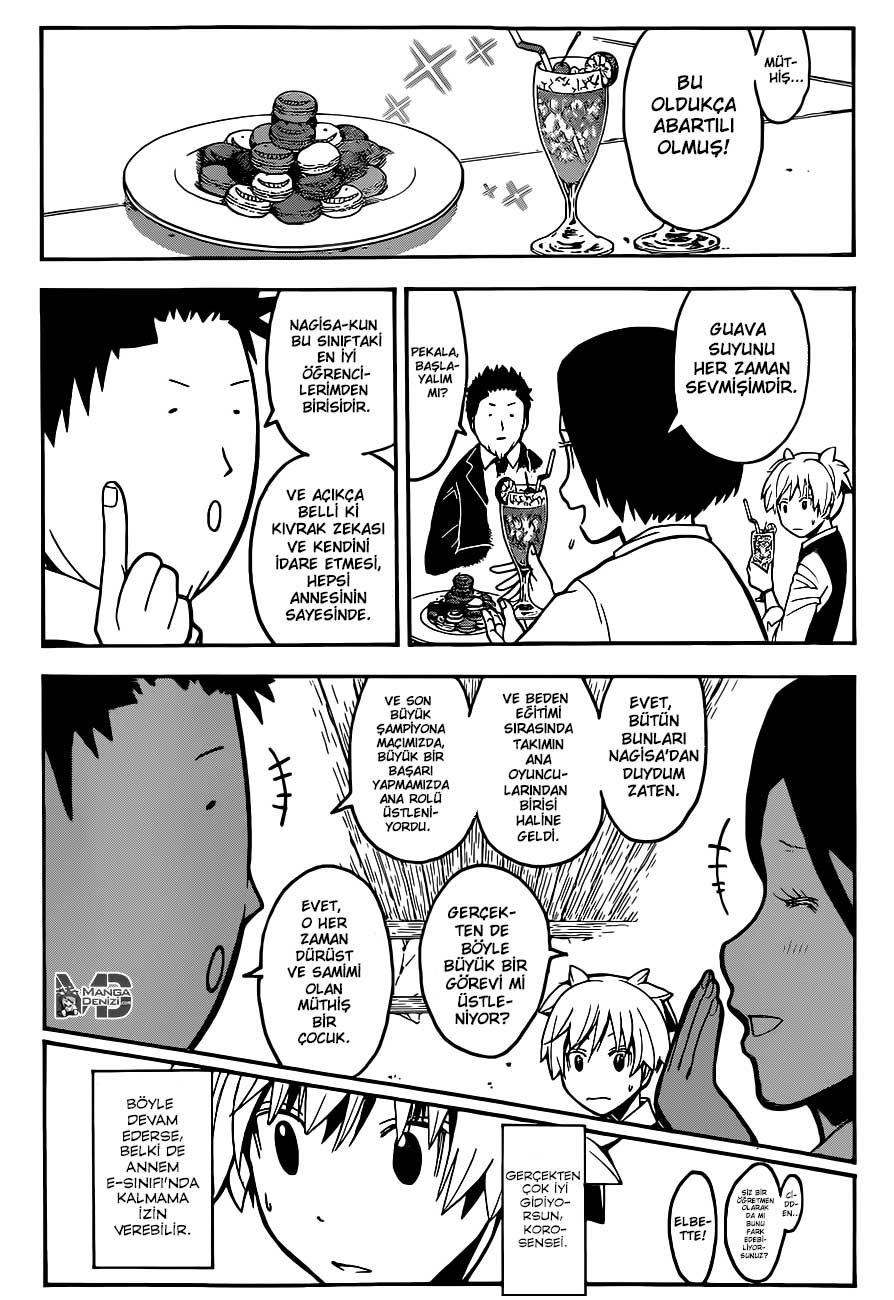 MÜT-
HİŞ...
BU
OLDUKÇA
ABARTILI
OLMUŞ!
GUAVA
SUYUNU
HER ZAMAN
SEVMİŞİMDİR.
PEKALA,
BAŞLA-
YALIM
MI?
NAGİSA-KUN
BU SINIFTAKİ
EN İYİ
ÖĞRENCİ-
LERİMDEN
BİRİSİDİR.
VE AÇIKÇA
BELLİ Kİ
KIVRAK ZEKASI
VE KENDİNİ
İDARE ETMESİ,
HEPSİ
ANNESİNİN
SAYESİNDE.
EVET,
BÜTÜN
BUNLARI
NAGİSA'DAN
DUYDUM
ZATEN.
VE BEDEN
EĞİTİMİ
SIRASINDA
TAKIMIN
ANA
OYUNCU-
LARINDAN
BİRİSİ
HALİNE
GELDİ.
VE SON
BÜYÜK
ŞAMPİYONA
MAÇIMIZDA,
BÜYÜK BİR
BAŞARI
YAPMAMIZDA
ANA ROLÜ
ÜSTLENİ-
YORDU.
GERÇEK-
TEN DE
BÖYLE
BÜYÜK BİR
GÖREVİ Mİ
ÜSTLE-
NİYOR?
EVET,
O HER
ZAMAN
DÜRÜST
VE SAMİMİ
OLAN
MÜTHİŞ
BİR
ÇOCUK.
MANGA
DENİZİ
Cİ-
DD-
EN..
SİZ BİR
ÖĞRETMEN
OLARAK
DA MI
BUNU
FARK
EDEBİ-
LİYOR-
SUNUZ?
ELBE-
TTE!
GERÇEKTEN
ÇOK İYİ
GİDİYO-
RSUN,
KORO-
SENSEİ.
BÖYLE
DEVAM
EDERSE,
BELKİ DE
ANNEM
E-SINIFI'NDA
KALMAMA
İZİN
VEREBİLİR.